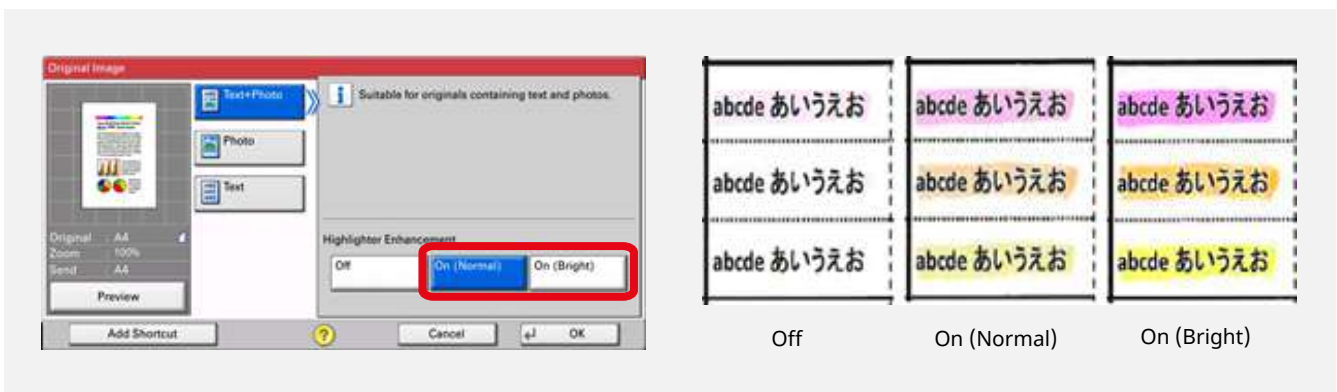 Original Image
Text+Photo
Photo
Text
Suitable for originals containing text and photos.
Original : A4
Zoom : 100%
Send : A4
Preview
Highlighter Enhancement
Off
On (Normal)
On (Bright)
Add Shortcut
?
Cancel
OK
abcde あいうえお
abcde あいうえお
abcde あいうえお
Off
abcde あいうえお
abcde あいうえお
abcde あいうえお
On (Normal)
abcde あいうえお
abcde あいうえお
abcde あいうえお
On (Bright)